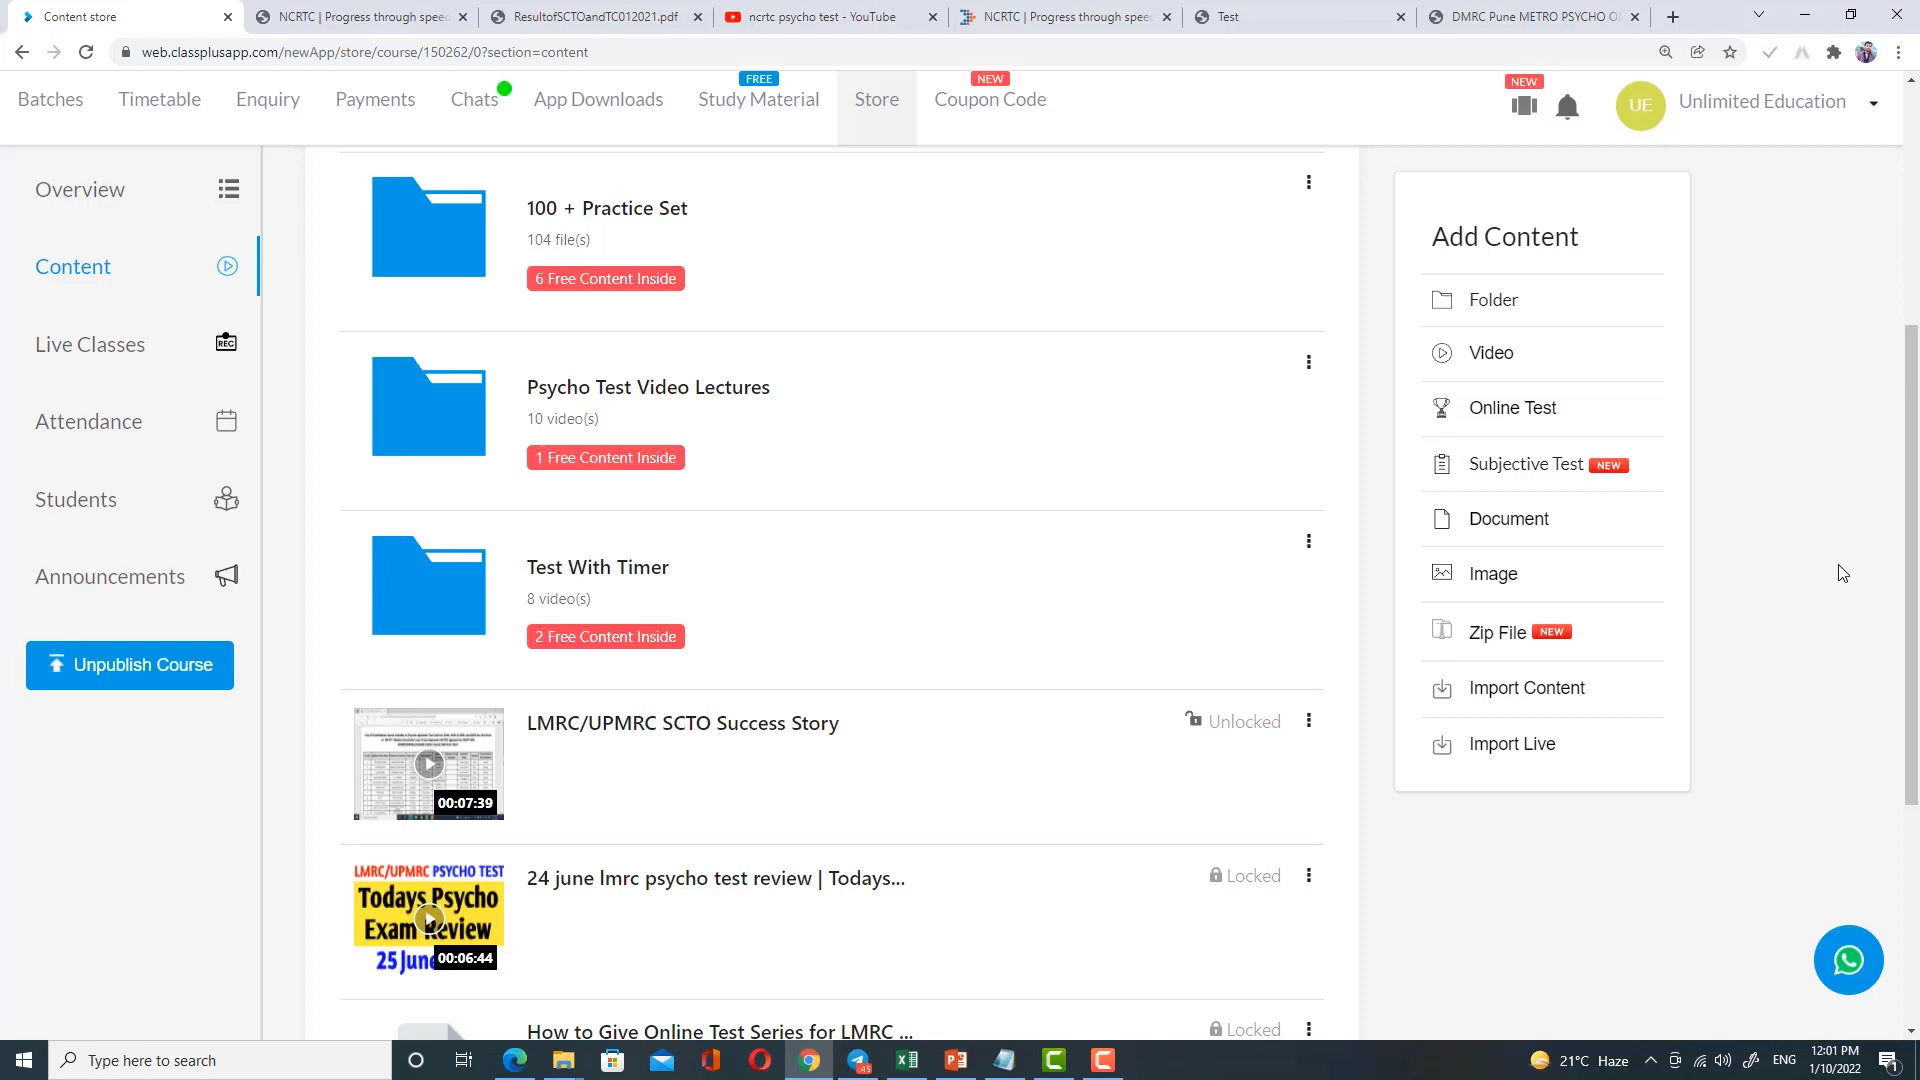 Content store
NCRTC | Progress through spee
ResultofSCTOandTC012021.pdf
ncrtc psycho test - YouTube
NCRTC | Progress through spee
Test
DMRC Pune METRO PSYCHO O
web.classplusapp.com/newApp/store/course/150262/0?section=content
Batches
Timetable
Enquiry
Payments
Chats
App Downloads
FREE
Study Material
Store
NEW
Coupon Code
NEW
UE
Unlimited Education
Overview
Content
Live Classes
REC
Attendance
Students
Announcements
Unpublish Course
100 + Practice Set
104 file(s)
6 Free Content Inside
Psycho Test Video Lectures
10 video(s)
1 Free Content Inside
Test With Timer
8 video(s)
2 Free Content Inside
LMRC/UPMRC SCTO Success Story
Unlocked
00:07:39
LMRC/UPMRC PSYCHO TEST
Todays Psycho
Exam Review
25 June
00:06:44
24 june lmrc psycho test review | Todays...
Locked
How to Give Online Test Series for LMRC ...
Locked
Add Content
Folder
Video
Online Test
Subjective Test NEW
Document
Image
Zip File NEW
Import Content
Import Live
Type here to search
45
21°C Haze
ENG
12:01 PM
1/10/2022
1